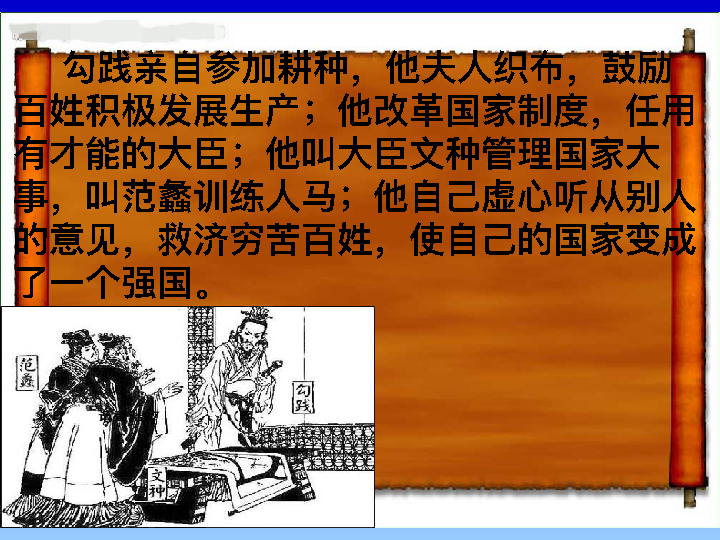 勾践亲自参加耕种，他夫人织布，鼓励
百姓积极发展生产；他改革国家制度，任用
有才能的大臣；他叫大臣文种管理国家大
事，叫范蠡训练人马；他自己虚心听从别人
的意见，救济穷苦百姓，使自己的国家变成
了一个强国。
范蠡
勾践
文种